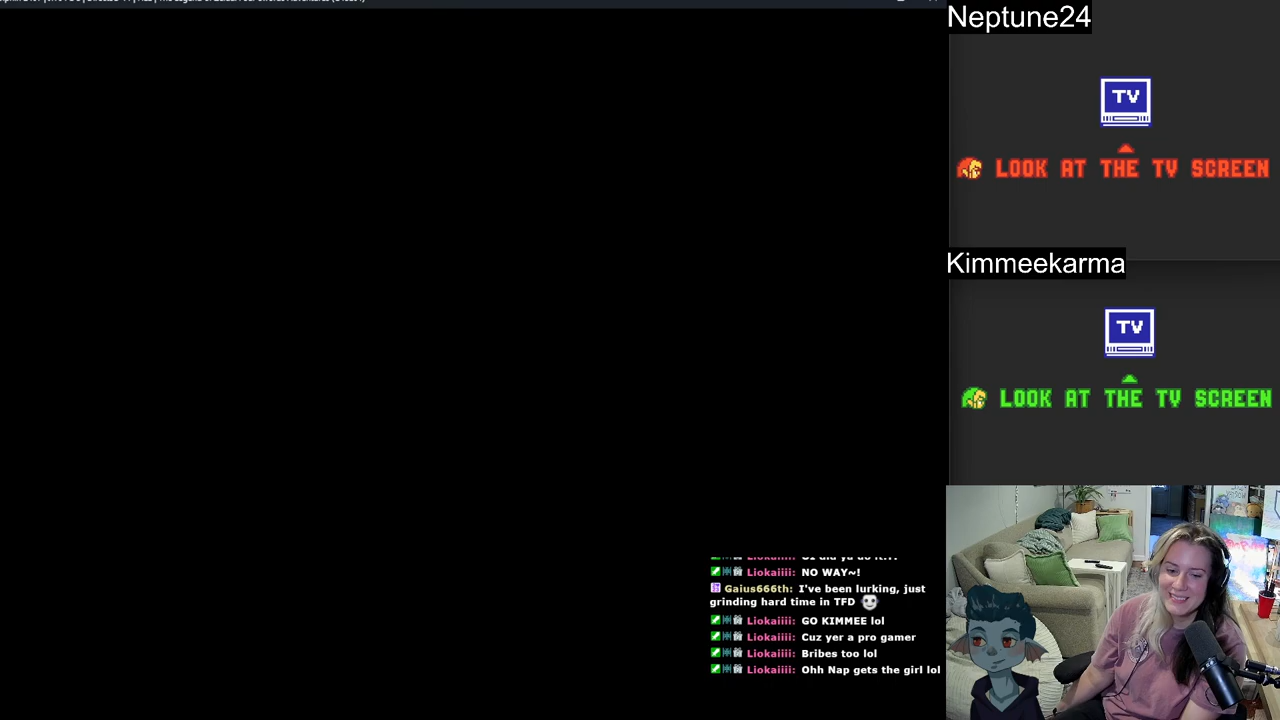 Neptune24
TV
LOOK AT THE TV SCREEN
Kimmeekarma
TV
LOOK AT THE TV SCREEN
Liokaiiii: NO WAY~!
Gaius666th: I've been lurking, just
grinding hard time in TFD
Liokaiiii: GO KIMMEE lol
Liokaiiii: Cuz yer a pro gamer
Liokaiiii: Bribes too lol
Liokaiiii: Ohh Nap gets the girl lol